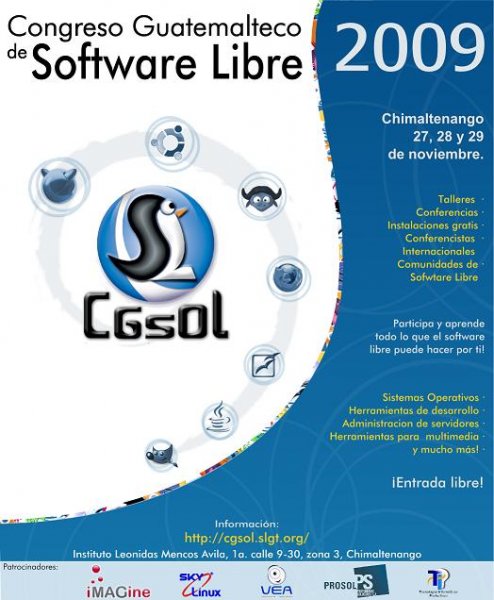 Congreso Guatemalteco
de Software Libre
2009
Chimaltenango
27, 28 y 29
de noviembre.
Talleres ·
Conferencias ·
Instalaciones gratis ·
Conferencistas ·
Internacionales
Comunidades de ·
Sofwtare Libre
Participa y aprende
todo lo que el software
libre puede hacer por ti!
Sistemas Operativos ·
Herramientas de desarrollo ·
Administracion de servidores ·
Herramientas para multimedia ·
y mucho más!
¡Entrada libre!
CGSOL
Información:
http://cgsol.slgt.org/
Instituto Leonidas Mencos Avila, 1a. calle 9-30, zona 3, Chimaltenango
Patrocinadores:
iMAGine
SKY
Linux
VEA
PROSOL
PS